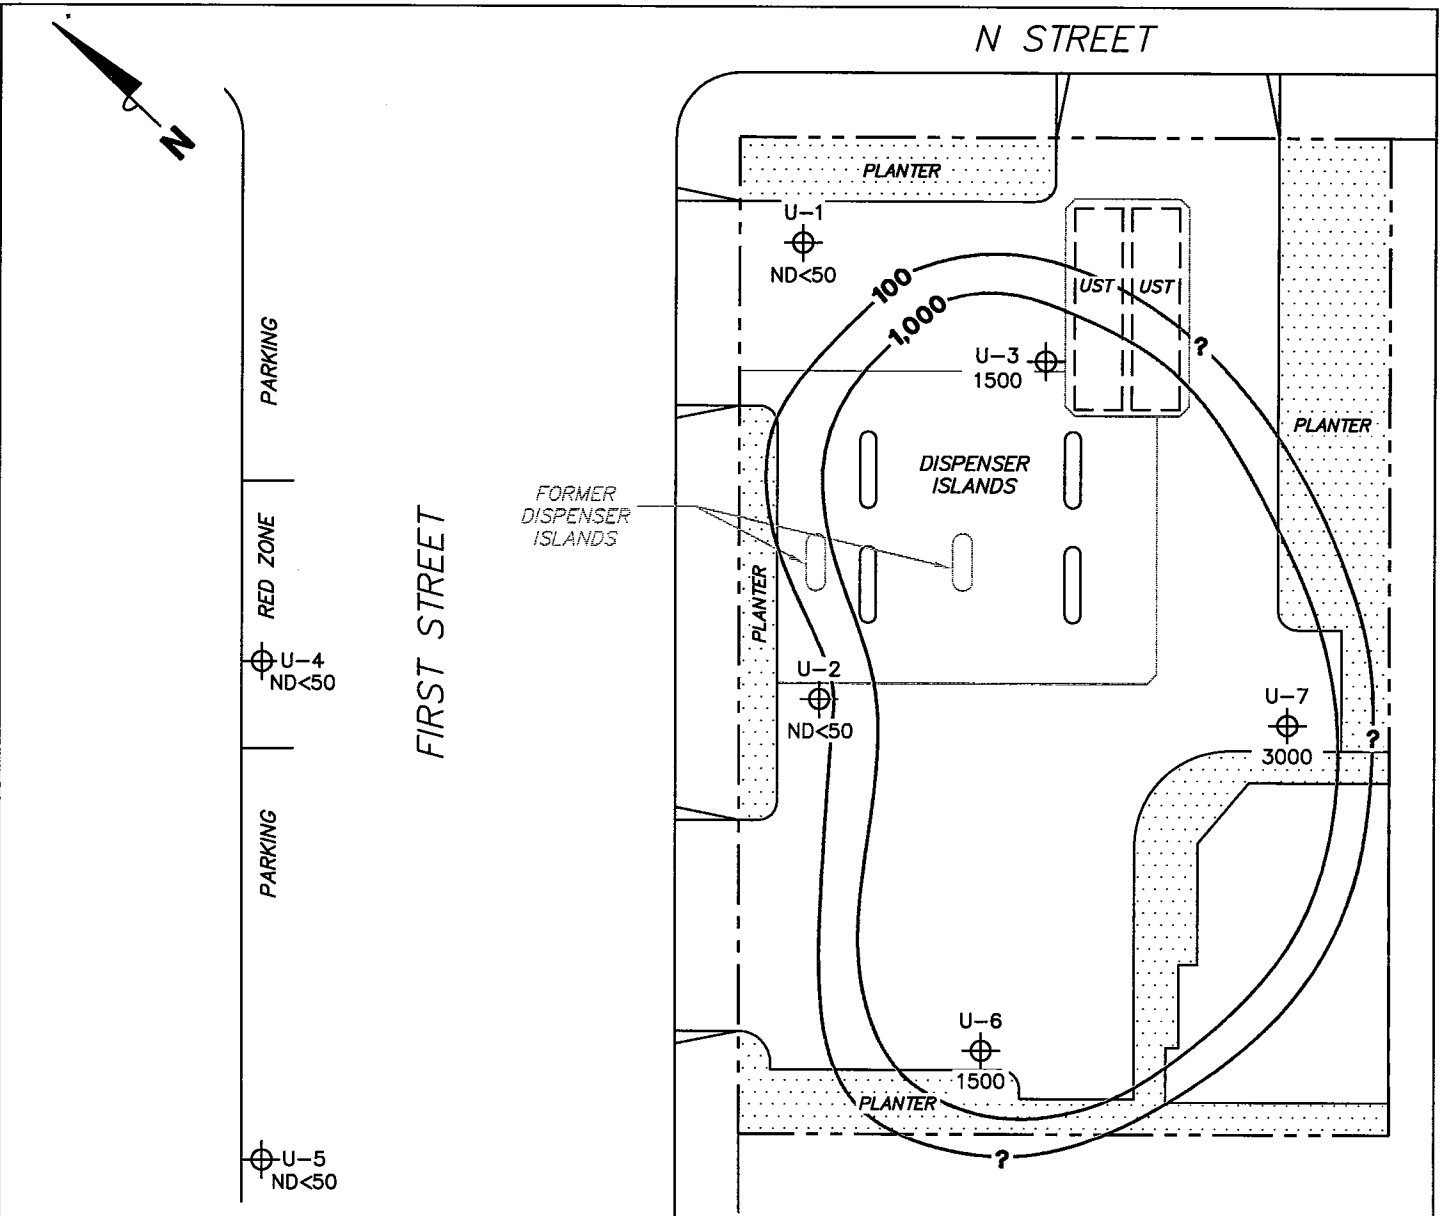 N STREET
N
PLANTER
U-1
ND<50
100
1,000
UST
UST
?
U-3
1500
PARKING
PLANTER
DISPENSER
ISLANDS
FORMER
DISPENSER
ISLANDS
RED ZONE
FIRST STREET
PLANTER
U-4
ND<50
U-2
ND<50
U-7
3000
?
PARKING
U-6
1500
PLANTER
?
U-5
ND<50